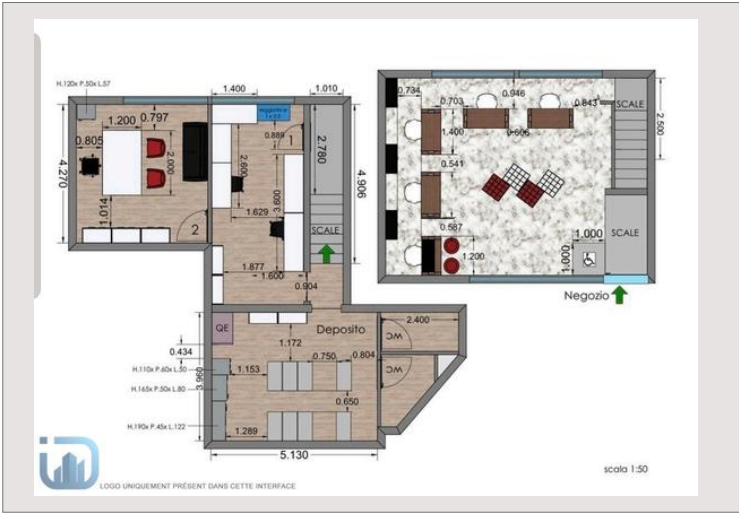 H.120x P.50x L.57
1.400
1.010
1.200
0.797
0.805
2.000
4.270
1.014
2
0.889
1
2.600
3.600
1.629
2.780
4.906
SCALE
1.877
1.600
0.904
QE
Deposito
1.172
0.434
H.110x P.60x L.50
1.153
0.750
0.804
3.960
H.165x P.50x L.80
0.650
H.190x P.45x L.122
1.289
5.130
2.400
WC
WC
0.734
0.703
0.946
0.843
SCALE
1.400
0.606
2.500
0.541
0.587
1.200
1.000
1.000
SCALE
Negozio
scala 1:50
iD
LOGO UNIQUEMENT PRÉSENT DANS CETTE INTERFACE